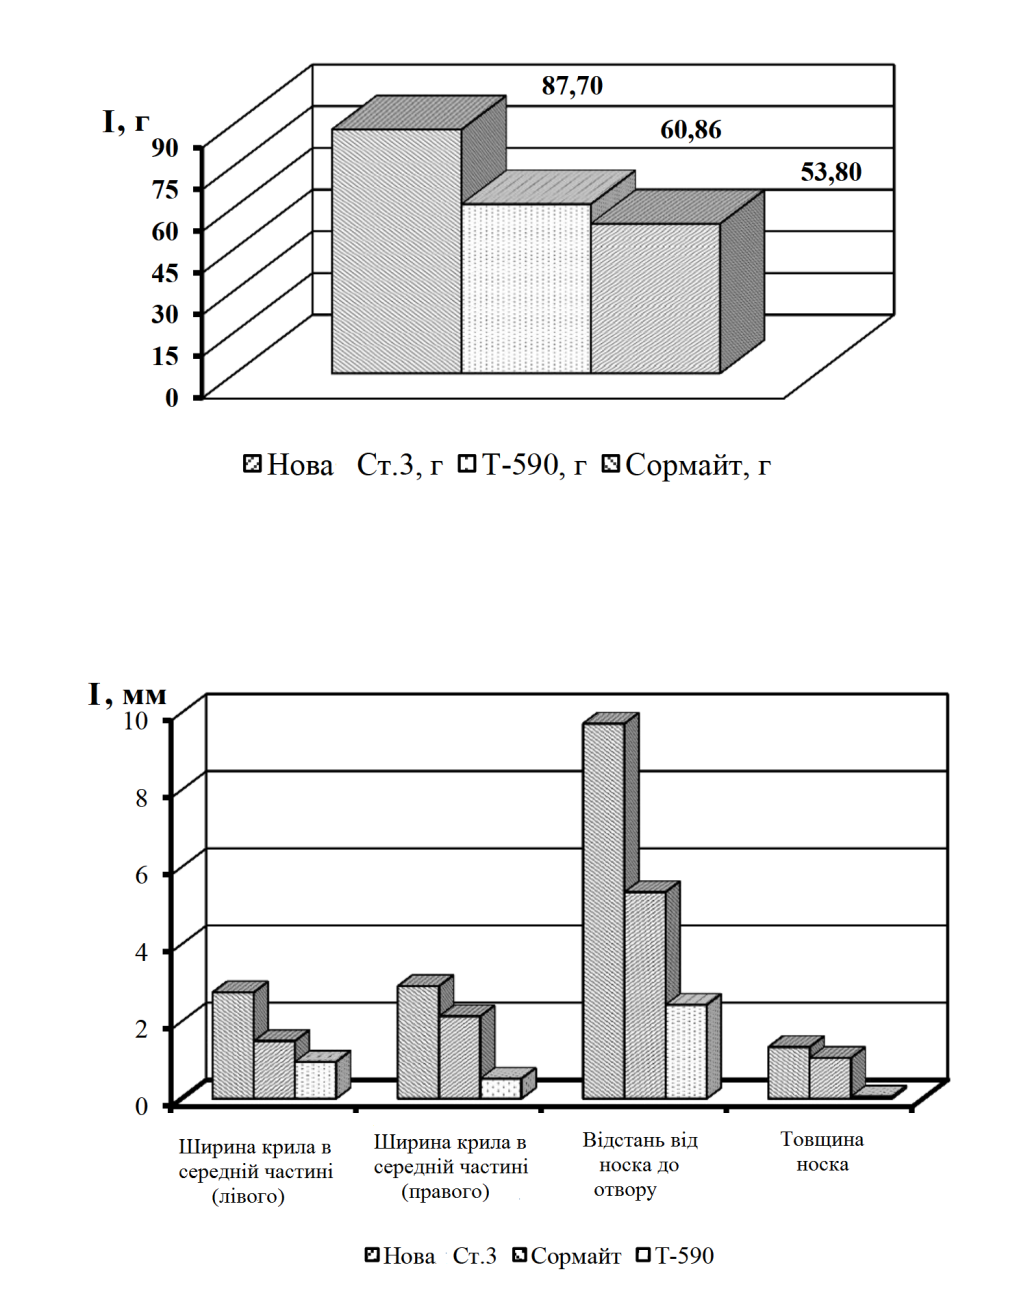 87,70
I, г
60,86
90
53,80
75
60
45
30
15
0
Нова Ст.3, г Т-590, г Сормайт, г
I, мм
10
8
6
4
2
0
Ширина крила в
середній частині
(лівого)
Ширина крила в
середній частині
(правого)
Відстань від
носка до
отвору
Товщина
носка
Нова Ст.3 Сормайт Т-590